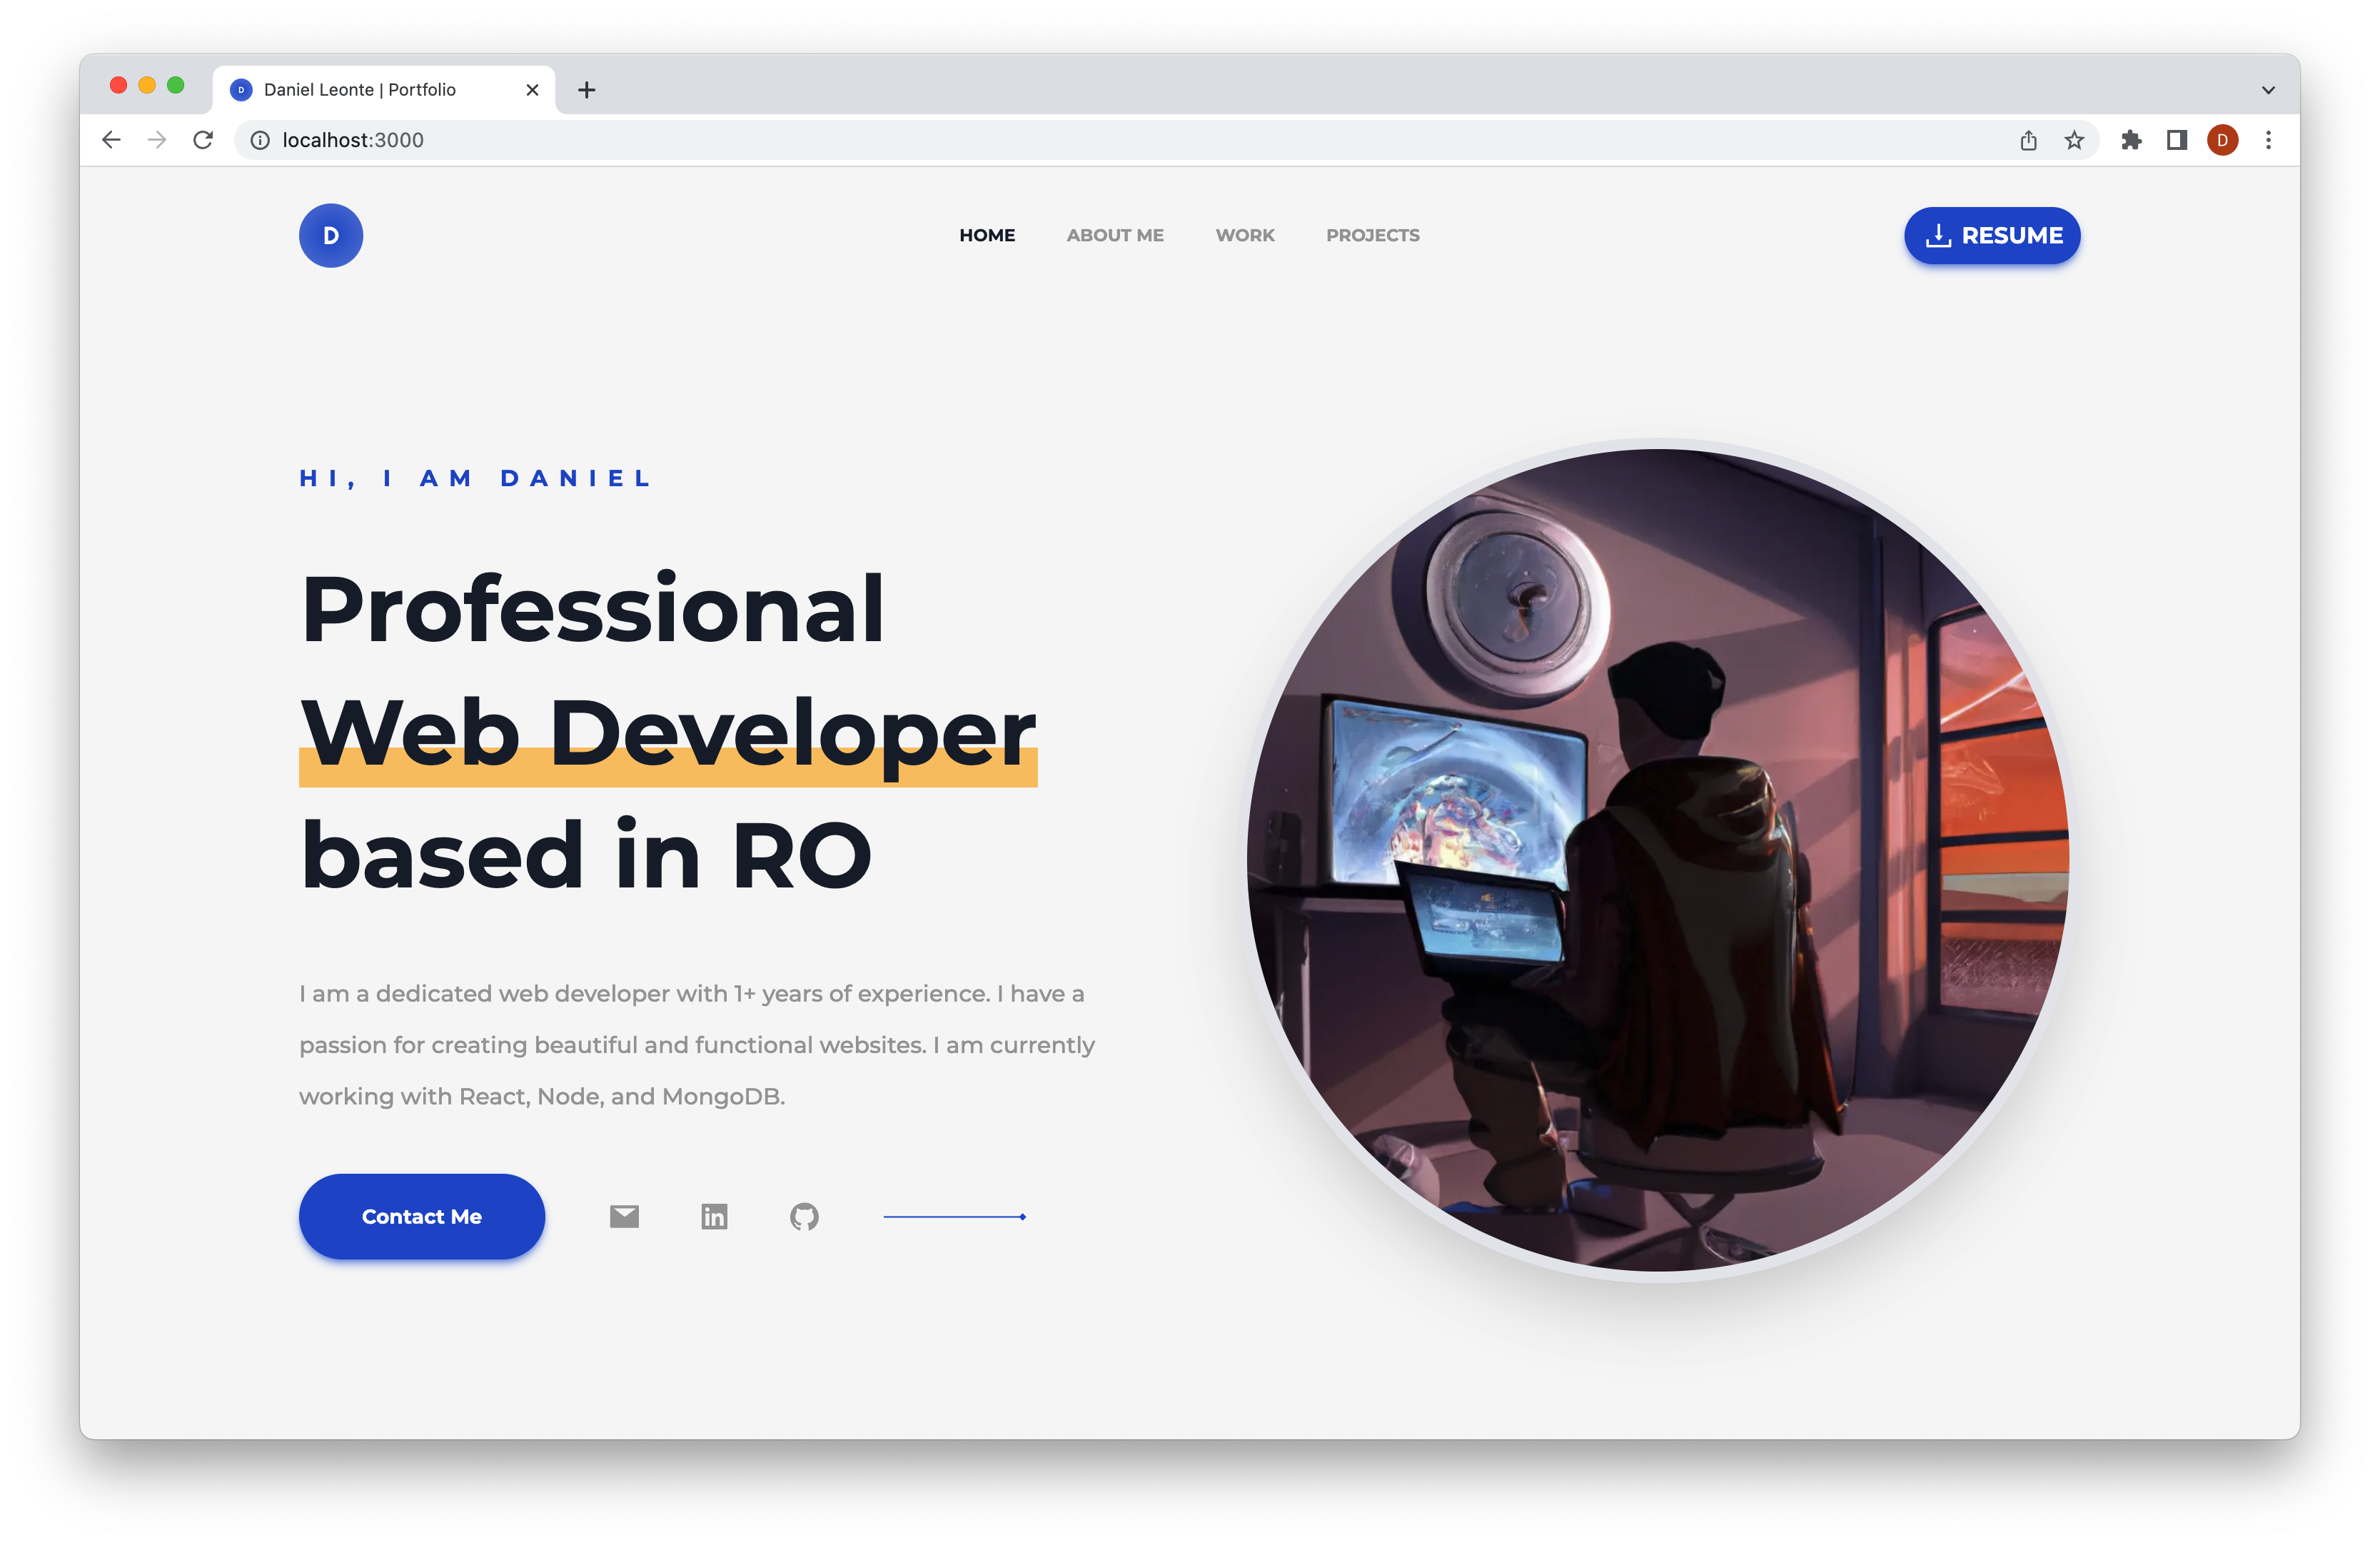 D Daniel Leonte | Portfolio
localhost:3000
D
D
HOME ABOUT ME WORK PROJECTS
RESUME
HI, I AM DANIEL
Professional
Web Developer
based in RO
I am a dedicated web developer with 1+ years of experience. I have a
passion for creating beautiful and functional websites. I am currently
working with React, Node, and MongoDB.
Contact Me
in